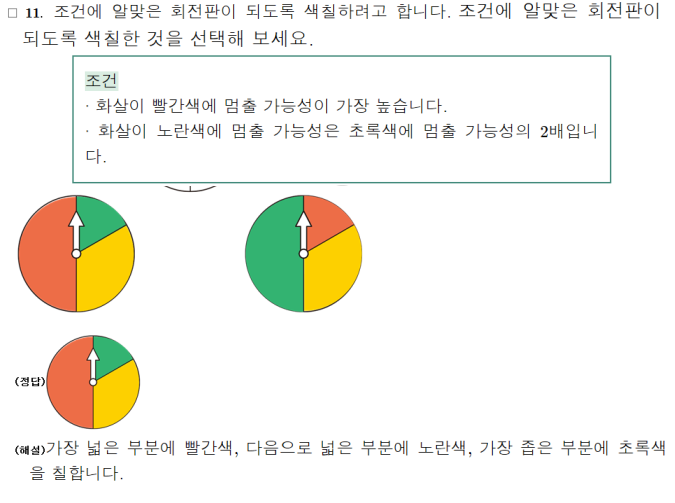 □ 11. 조건에 알맞은 회전판이 되도록 색칠하려고 합니다. 조건에 알맞은 회전판이
되도록 색칠한 것을 선택해 보세요.
조건
· 화살이 빨간색에 멈출 가능성이 가장 높습니다.
· 화살이 노란색에 멈출 가능성은 초록색에 멈출 가능성의 2배입니
다.
(정답)
(해설)가장 넓은 부분에 빨간색, 다음으로 넓은 부분에 노란색, 가장 좁은 부분에 초록색
을 칠합니다.